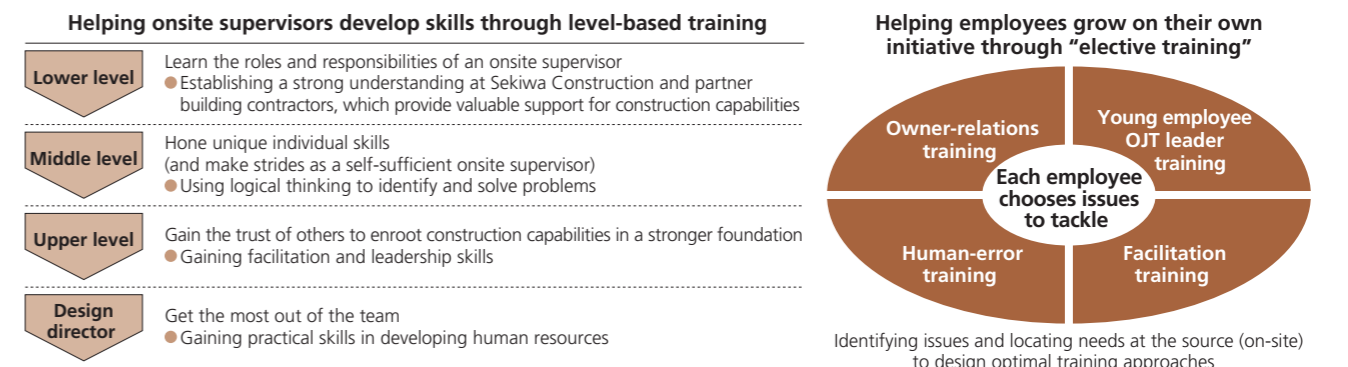 Helping onsite supervisors develop skills through level-based training
Lower level
Learn the roles and responsibilities of an onsite supervisor
●Establishing a strong understanding at Sekiwa Construction and partner
building contractors, which provide valuable support for construction capabilities
Middle level
Hone unique individual skills
(and make strides as a self-sufficient onsite supervisor)
●Using logical thinking to identify and solve problems
Upper level
Gain the trust of others to enroot construction capabilities in a stronger foundation
●Gaining facilitation and leadership skills
Design
director
Get the most out of the team
●Gaining practical skills in developing human resources
Helping employees grow on their own
initiative through “elective training”
Owner-relations
training
Young employee
OJT leader
training
Each employee
chooses issues
to tackle
Human-error
training
Facilitation
training
Identifying issues and locating needs at the source (on-site)
to design optimal training approaches